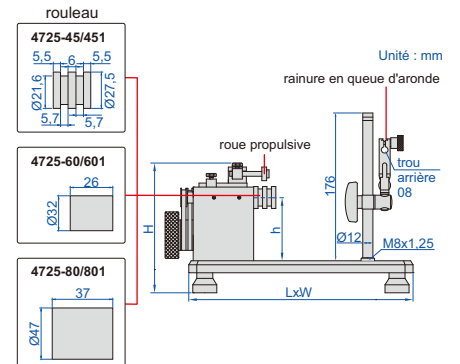 rouleau
4725-45/451
5,5 6 5,5
Ø21,6
Ø27,5
5,7
5,7
4725-60/601
26
Ø32
4725-80/801
37
Ø47
Unité : mm
rainure en queue d'aronde
roue propulsive
trou
arrière
08
176
H
h
Ø12
M8x1,25
LxW